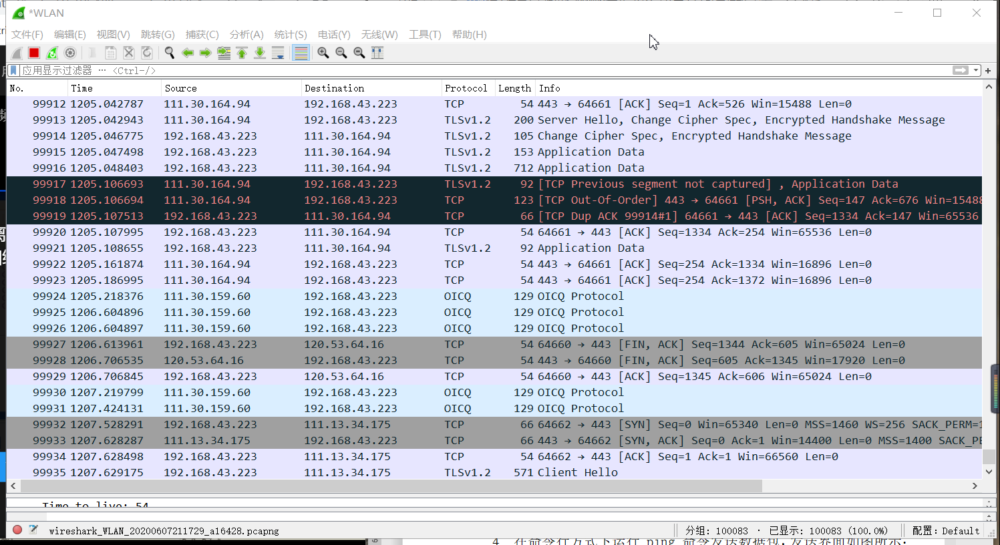 *WLAN
文件(F) 编辑(E) 视图(V) 跳转(G) 捕获(C) 分析(A) 统计(S) 电话(Y) 无线(W) 工具(T) 帮助(H)
应用显示过滤器 … <Ctrl-/>
No. Time Source Destination Protocol Length Info
99912 1205.042787 111.30.164.94 192.168.43.223 TCP 54 443 → 64661 [ACK] Seq=1 Ack=526 Win=15488 Len=0
99913 1205.042943 111.30.164.94 192.168.43.223 TLSv1.2 200 Server Hello, Change Cipher Spec, Encrypted Handshake Message
99914 1205.046775 192.168.43.223 111.30.164.94 TLSv1.2 105 Change Cipher Spec, Encrypted Handshake Message
99915 1205.047498 192.168.43.223 111.30.164.94 TLSv1.2 153 Application Data
99916 1205.048403 192.168.43.223 111.30.164.94 TLSv1.2 712 Application Data
99917 1205.106693 111.30.164.94 192.168.43.223 TLSv1.2 92 [TCP Previous segment not captured] , Application Data
99918 1205.106694 111.30.164.94 192.168.43.223 TCP 123 [TCP Out-Of-Order] 443 → 64661 [PSH, ACK] Seq=147 Ack=676 Win=15488
99919 1205.107513 192.168.43.223 111.30.164.94 TCP 66 [TCP Dup ACK 99914#1] 64661 → 443 [ACK] Seq=1334 Ack=147 Win=65536
99920 1205.107995 192.168.43.223 111.30.164.94 TCP 54 64661 → 443 [ACK] Seq=1334 Ack=254 Win=65536 Len=0
99921 1205.108655 192.168.43.223 111.30.164.94 TLSv1.2 92 Application Data
99922 1205.161874 111.30.164.94 192.168.43.223 TCP 54 443 → 64661 [ACK] Seq=254 Ack=1334 Win=16896 Len=0
99923 1205.186995 111.30.164.94 192.168.43.223 TCP 54 443 → 64661 [ACK] Seq=254 Ack=1372 Win=16896 Len=0
99924 1205.218376 111.30.159.60 192.168.43.223 OICQ 129 OICQ Protocol
99925 1206.604896 111.30.159.60 192.168.43.223 OICQ 129 OICQ Protocol
99926 1206.604897 111.30.159.60 192.168.43.223 OICQ 129 OICQ Protocol
99927 1206.613961 192.168.43.223 120.53.64.16 TCP 54 64660 → 443 [FIN, ACK] Seq=1344 Ack=605 Win=65024 Len=0
99928 1206.706535 120.53.64.16 192.168.43.223 TCP 54 443 → 64660 [FIN, ACK] Seq=605 Ack=1345 Win=17920 Len=0
99929 1206.706845 192.168.43.223 120.53.64.16 TCP 54 64660 → 443 [ACK] Seq=1345 Ack=606 Win=65024 Len=0
99930 1207.219799 111.30.159.60 192.168.43.223 OICQ 129 OICQ Protocol
99931 1207.424131 111.30.159.60 192.168.43.223 OICQ 129 OICQ Protocol
99932 1207.528291 192.168.43.223 111.13.34.175 TCP 66 64662 → 443 [SYN] Seq=0 Win=65340 Len=0 MSS=1460 WS=256 SACK_PERM=1
99933 1207.628287 111.13.34.175 192.168.43.223 TCP 66 443 → 64662 [SYN, ACK] Seq=0 Ack=1 Win=14400 Len=0 MSS=1400 SACK_PE
99934 1207.628498 192.168.43.223 111.13.34.175 TCP 54 64662 → 443 [ACK] Seq=1 Ack=1 Win=66560 Len=0
99935 1207.629175 192.168.43.223 111.13.34.175 TLSv1.2 571 Client Hello
Time to live: 54
wireshark_WLAN_20200607211729_a16428.pcapng 分组: 100083 · 已显示: 100083 (100.0%) 配置: Default
4 在命令行方式下运行 ping 命令发送数据包,发送界面如图所示: